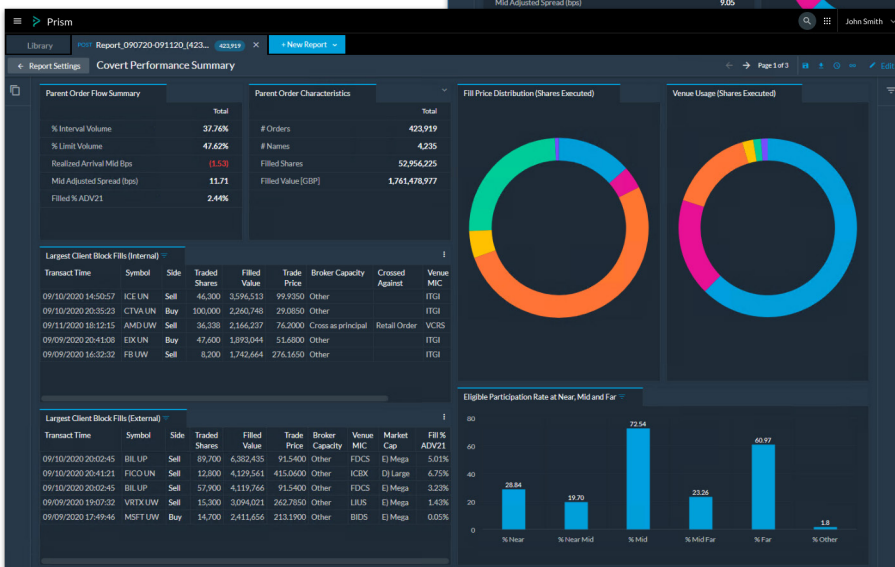 Mid Adjusted Spread (bps) 9.05
Prism
John Smith
Library POST Report_090720-091120_(423... 423,919 × + New Report
← Report Settings Covert Performance Summary
← → Page 1 of 3 Edit
Parent Order Flow Summary
Total
% Interval Volume 37.76%
% Limit Volume 47.62%
Realized Arrival Mid Bps (1.53)
Mid Adjusted Spread (bps) 11.71
Filled % ADV21 2.44%
Parent Order Characteristics
Total
# Orders 423,919
# Names 4,235
Filled Shares 52,956,225
Filled Value [GBP] 1,761,478,977
Fill Price Distribution (Shares Executed)
Venue Usage (Shares Executed)
Largest Client Block Fills (Internal)
Transact Time Symbol Side Traded Shares Filled Value Trade Price Broker Capacity Crossed Against Venue MIC
09/10/2020 14:50:57 ICE UN Sell 46,300 3,596,513 99.9350 Other ITGI
09/10/2020 20:35:23 CTVA UN Buy 100,000 2,260,748 29.0850 Other ITGI
09/11/2020 18:12:15 AMD UW Sell 36,338 2,166,237 76.2000 Cross as principal Retail Order VCRS
09/09/2020 20:41:08 EIX UN Buy 47,600 1,893,044 51.6800 Other ITGI
09/09/2020 16:32:32 FB UW Sell 8,200 1,742,664 276.1650 Other ITGI
Largest Client Block Fills (External)
Transact Time Symbol Side Traded Shares Filled Value Trade Price Broker Capacity Venue MIC Market Cap Fill % ADV21
09/10/2020 20:02:45 BIL UP Sell 89,700 6,382,435 91.5400 Other FDCS E) Mega 5.01%
09/10/2020 20:41:21 FICO UN Sell 12,800 4,129,561 415.0600 Other ICBX D) Large 6.75%
09/10/2020 20:02:45 BIL UP Sell 57,900 4,119,766 91.5400 Other FDCS E) Mega 3.23%
09/09/2020 19:07:32 VRTX UW Sell 15,300 3,094,021 262.7850 Other LIUS E) Mega 1.43%
09/09/2020 17:49:46 MSFT UW Buy 14,700 2,411,656 213.1900 Other BIDS E) Mega 0.05%
Eligible Participation Rate at Near, Mid and Far
80
60
40
20
0
28.84 19.70 72.54 23.26 60.97 1.8
% Near % Near Mid % Mid % Mid Far % Far % Other